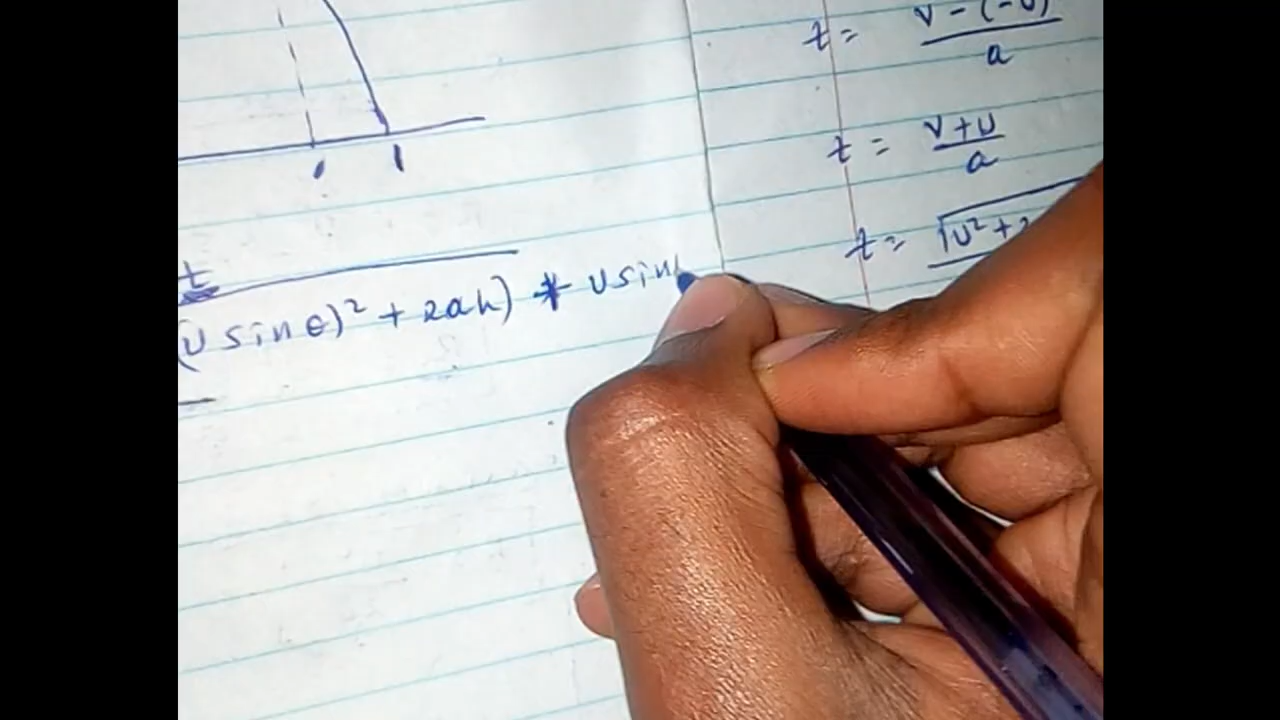 t = v - (-u)
a
t = v + u
a
t = √u² +
t
(u sin θ)² + 2ah) + u sin